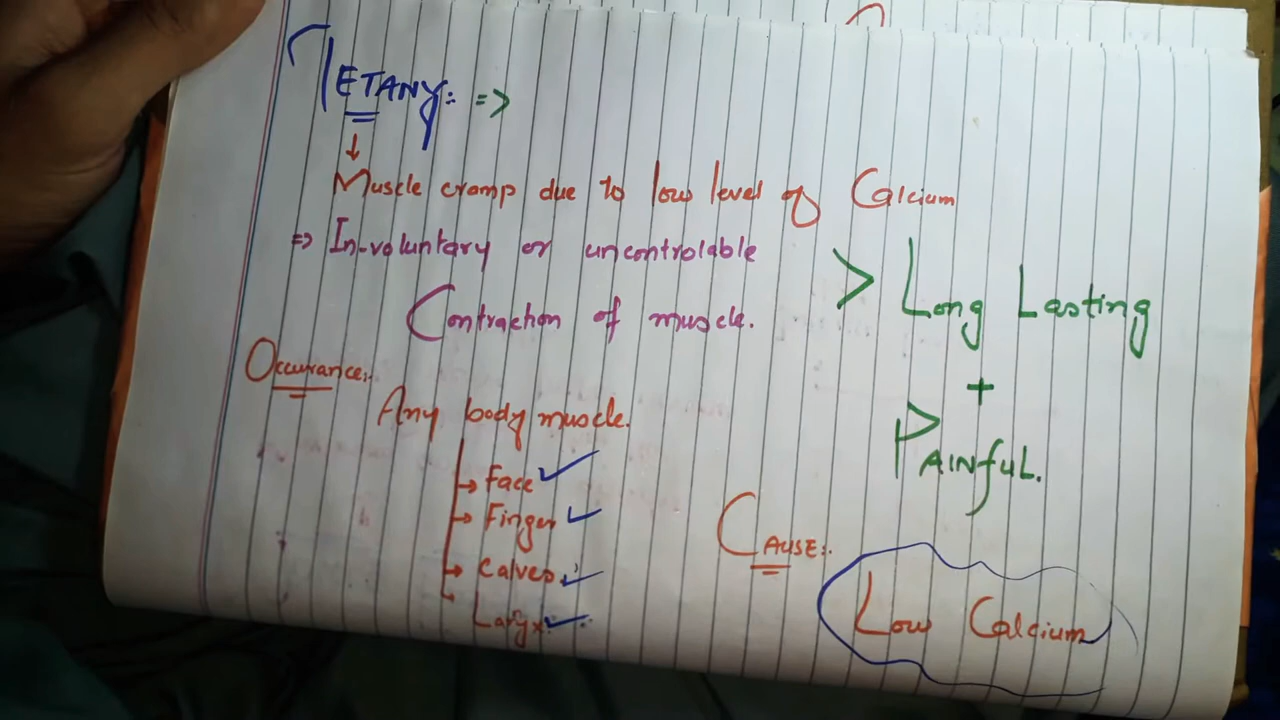 TETANY:- =>
↓
Muscle cramp due to low level of Calcium
=> In-voluntary or uncontrolable
Contraction of muscle.
> Long Lasting
+
PAINfUL.
Occurance:-
Any body muscle.
→ Face ✓
→ Finger ✓
→ Calves ✓
Laryx ✓
CAUSE:-
Low Calcium